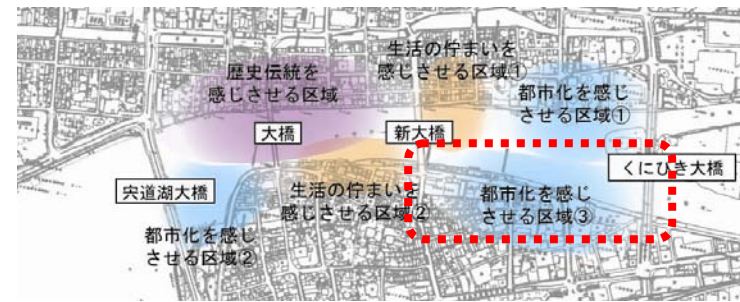 生活の佇まいを
感じさせる区域①
歴史伝統を
感じさせる区域
都市化を感じ
させる区域①
大橋
新大橋
くにびき大橋
宍道湖大橋
生活の佇まいを
感じさせる区域②
都市化を感じ
させる区域③
都市化を感じ
させる区域②